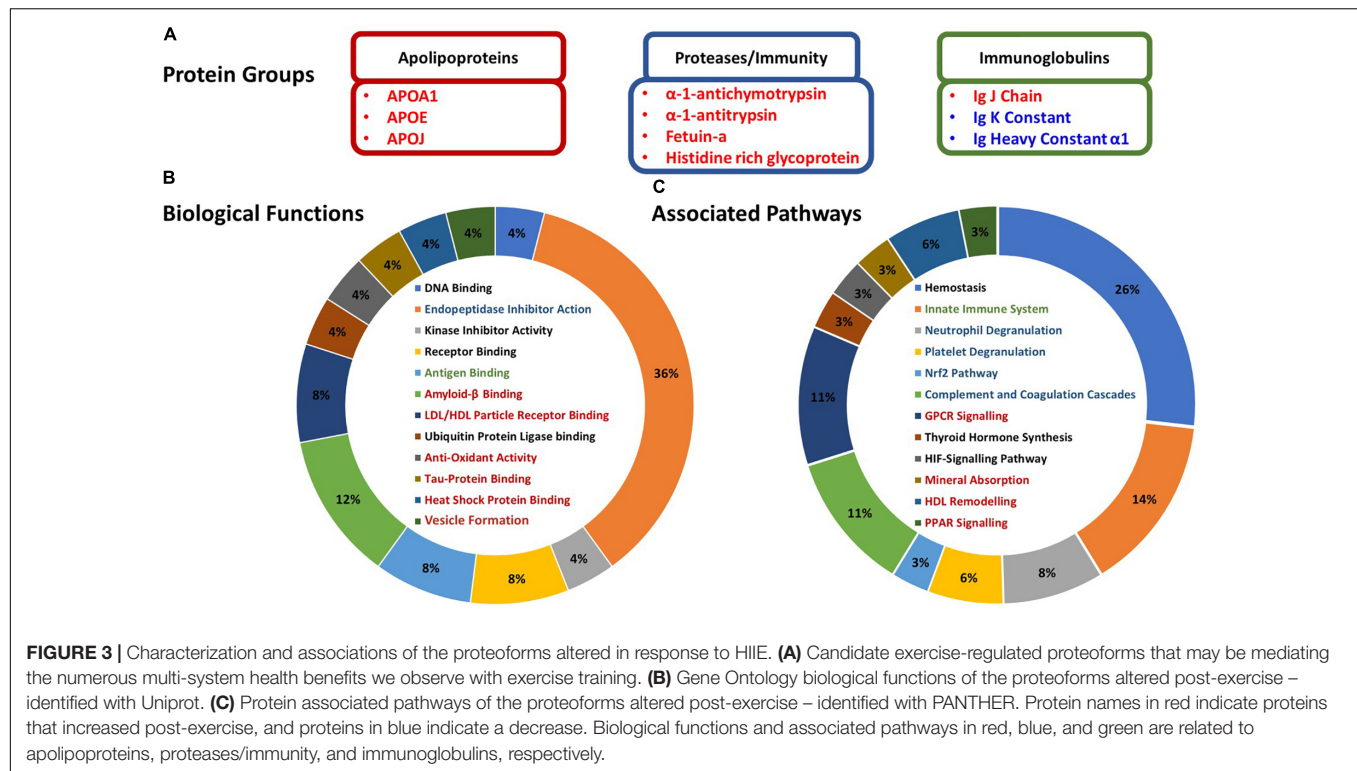 A
Protein Groups
Apolipoproteins
• APOA1
• APOE
• APOJ
Proteases/Immunity
• α-1-antichymotrypsin
• α-1-antitrypsin
• Fetuin-a
• Histidine rich glycoprotein
Immunoglobulins
• Ig J Chain
• Ig K Constant
• Ig Heavy Constant α1
B
Biological Functions
4%
36%
4%
8%
8%
12%
8%
4%
4%
4%
4%
4%
DNA Binding
Endopeptidase Inhibitor Action
Kinase Inhibitor Activity
Receptor Binding
Antigen Binding
Amyloid-β Binding
LDL/HDL Particle Receptor Binding
Ubiquitin Protein Ligase binding
Anti-Oxidant Activity
Tau-Protein Binding
Heat Shock Protein Binding
Vesicle Formation
C
Associated Pathways
26%
14%
8%
6%
3%
11%
11%
3%
3%
3%
6%
3%
Hemostasis
Innate Immune System
Neutrophil Degranulation
Platelet Degranulation
Nrf2 Pathway
Complement and Coagulation Cascades
GPCR Signalling
Thyroid Hormone Synthesis
HIF-Signalling Pathway
Mineral Absorption
HDL Remodelling
PPAR Signalling
FIGURE 3 | Characterization and associations of the proteoforms altered in response to HIIE. (A) Candidate exercise-regulated proteoforms that may be mediating
the numerous multi-system health benefits we observe with exercise training. (B) Gene Ontology biological functions of the proteoforms altered post-exercise –
identified with Uniprot. (C) Protein associated pathways of the proteoforms altered post-exercise – identified with PANTHER. Protein names in red indicate proteins
that increased post-exercise, and proteins in blue indicate a decrease. Biological functions and associated pathways in red, blue, and green are related to
apolipoproteins, proteases/immunity, and immunoglobulins, respectively.